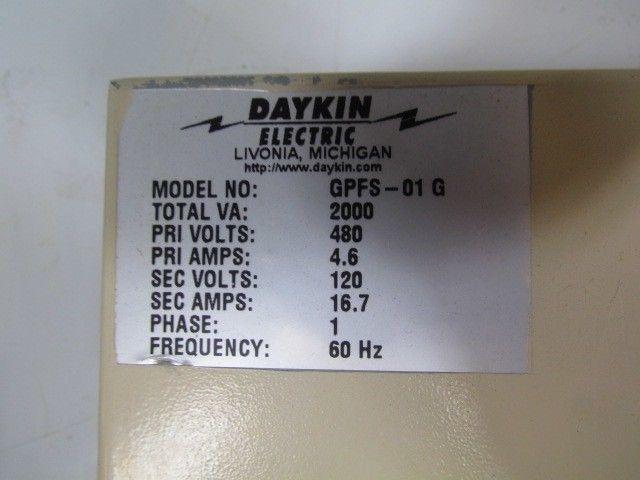 DAYKIN
ELECTRIC
LIVONIA, MICHIGAN
http://www.daykin.com
MODEL NO: GPFS-01 G
TOTAL VA: 2000
PRI VOLTS: 480
PRI AMPS: 4.6
SEC VOLTS: 120
SEC AMPS: 16.7
PHASE: 1
FREQUENCY: 60 Hz